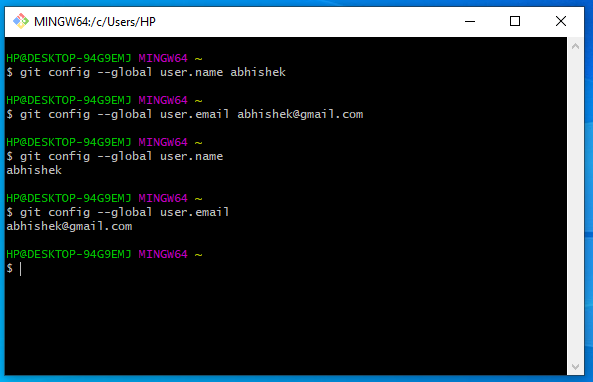 MINGW64:/c/Users/HP
HP@DESKTOP-94G9EMJ MINGW64 ~
$ git config --global user.name abhishek
HP@DESKTOP-94G9EMJ MINGW64 ~
$ git config --global user.email abhishek@gmail.com
HP@DESKTOP-94G9EMJ MINGW64 ~
$ git config --global user.name
abhishek
HP@DESKTOP-94G9EMJ MINGW64 ~
$ git config --global user.email
abhishek@gmail.com
HP@DESKTOP-94G9EMJ MINGW64 ~
$